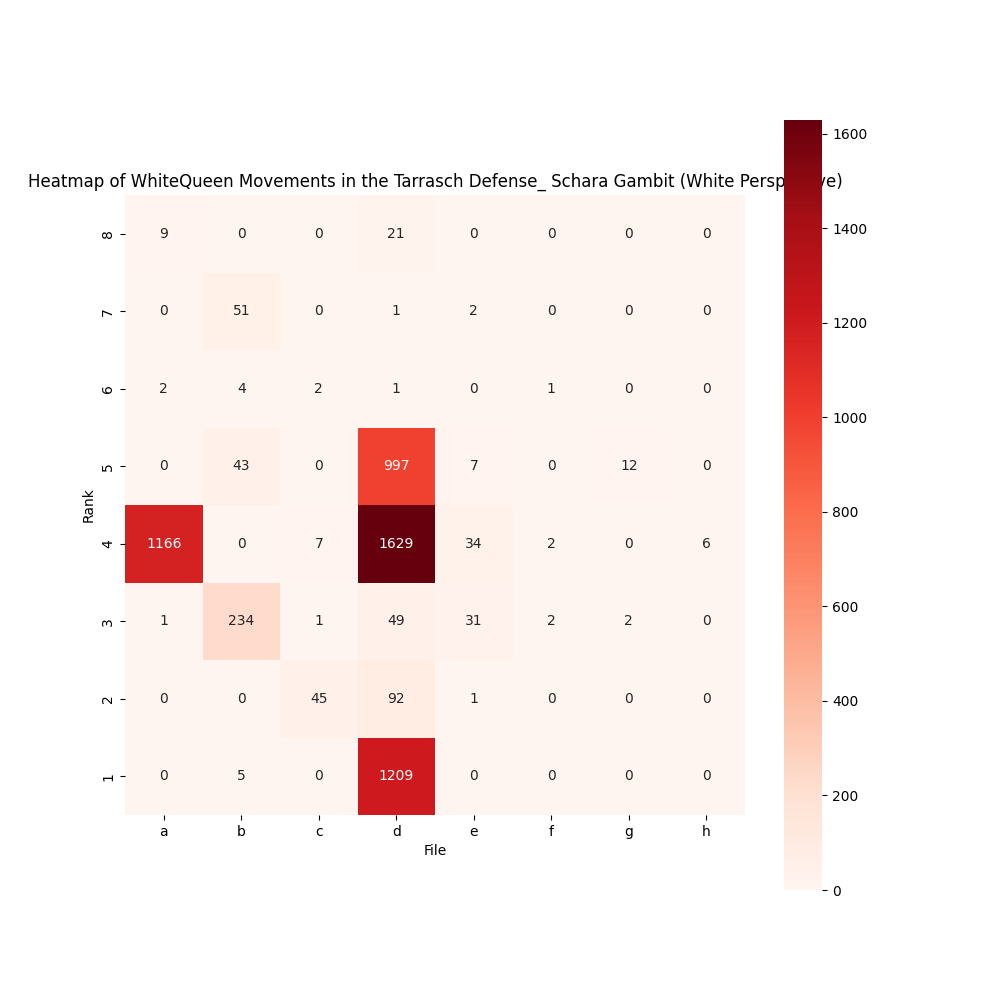 1600
Heatmap of WhiteQueen Movements in the Tarrasch Defense_ Schara Gambit (White Persp ve)
8 9 0 0 21 0 0 0 0
1400
7 0 51 0 1 2 0 0 0
1200
6 2 4 2 1 0 1 0 0
1000
5 0 43 0 997 7 0 12 0
800
Rank
4 1166 0 7 1629 34 2 0 6
600
3 1 234 1 49 31 2 2 0
400
2 0 0 45 92 1 0 0 0
200
1 0 5 0 1209 0 0 0 0
a b c d e f g h
File
0